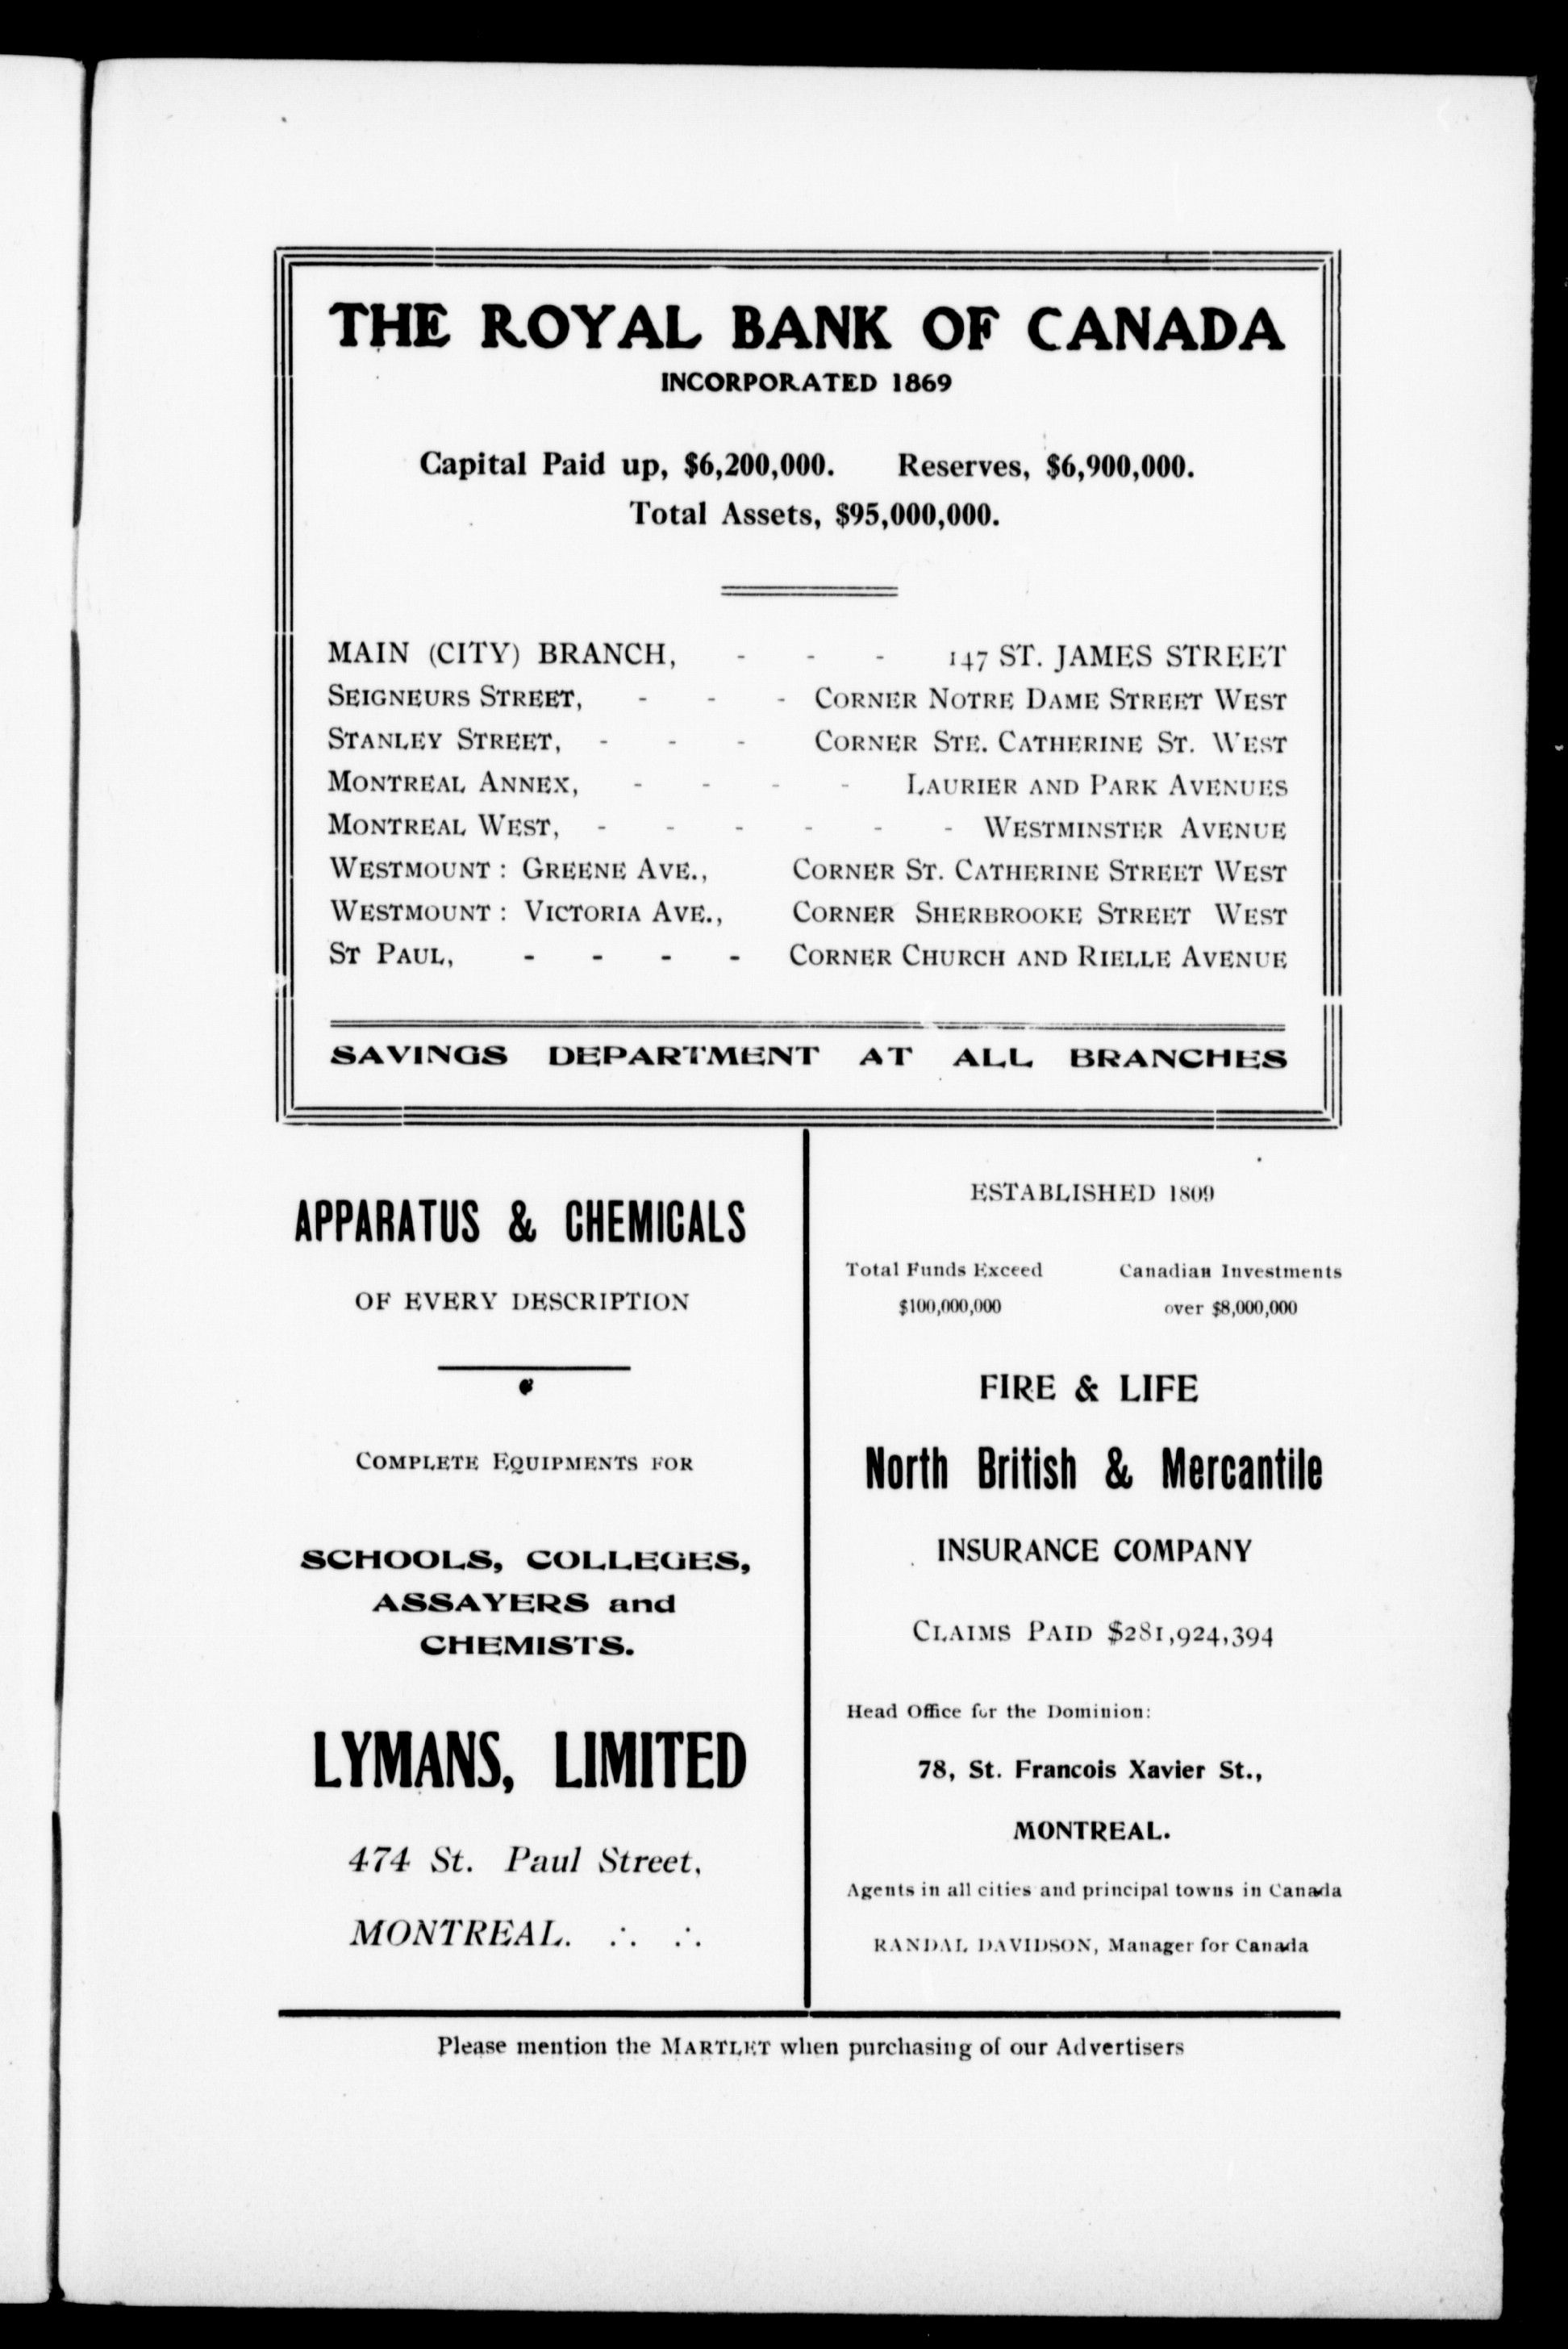 THE ROYAL BANK OF CANADA
INCORPORATED 1869
Capital Paid up, $6,200,000. Reserves, $6,900,000.
Total Assets, $95,000,000.
MAIN (CITY) BRANCH, - - - 147 ST. JAMES STREET
SEIGNEURS STREET, - - - CORNER NOTRE DAME STREET WEST
STANLEY STREET, - - - CORNER STE. CATHERINE ST. WEST
MONTREAL ANNEX, - - - - LAURIER AND PARK AVENUES
MONTREAL WEST, - - - - - - WESTMINSTER AVENUE
WESTMOUNT : GREENE AVE., CORNER ST. CATHERINE STREET WEST
WESTMOUNT : VICTORIA AVE., CORNER SHERBROOKE STREET WEST
ST PAUL, - - - - CORNER CHURCH AND RIELLE AVENUE
SAVINGS DEPARTMENT AT ALL BRANCHES
APPARATUS & CHEMICALS
OF EVERY DESCRIPTION
COMPLETE EQUIPMENTS FOR
SCHOOLS, COLLEGES,
ASSAYERS and
CHEMISTS.
LYMANS, LIMITED
474 St. Paul Street,
MONTREAL. ∴ ∴
ESTABLISHED 1809
Total Funds Exceed Canadian Investments
$100,000,000 over $8,000,000
FIRE & LIFE
North British & Mercantile
INSURANCE COMPANY
CLAIMS PAID $281,924,394
Head Office for the Dominion:
78, St. Francois Xavier St.,
MONTREAL.
Agents in all cities and principal towns in Canada
RANDAL DAVIDSON, Manager for Canada
Please mention the MARTLET when purchasing of our Advertisers